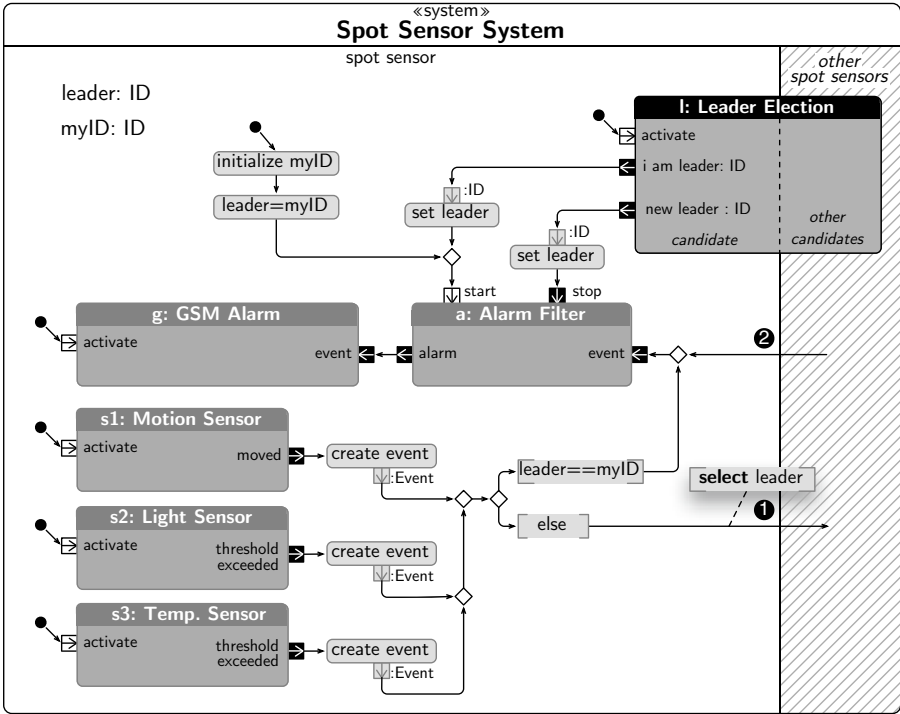 «system»
Spot Sensor System
spot sensor
other
spot sensors
leader: ID
myID: ID
l: Leader Election
activate
i am leader: ID
new leader : ID
candidate
other
candidates
initialize myID
leader=myID
:ID
set leader
:ID
set leader
start
stop
g: GSM Alarm
activate
event
a: Alarm Filter
alarm
event
2
s1: Motion Sensor
activate
moved
create event
:Event
leader==myID
select leader
else
1
s2: Light Sensor
activate
threshold
exceeded
create event
:Event
s3: Temp. Sensor
activate
threshold
exceeded
create event
:Event